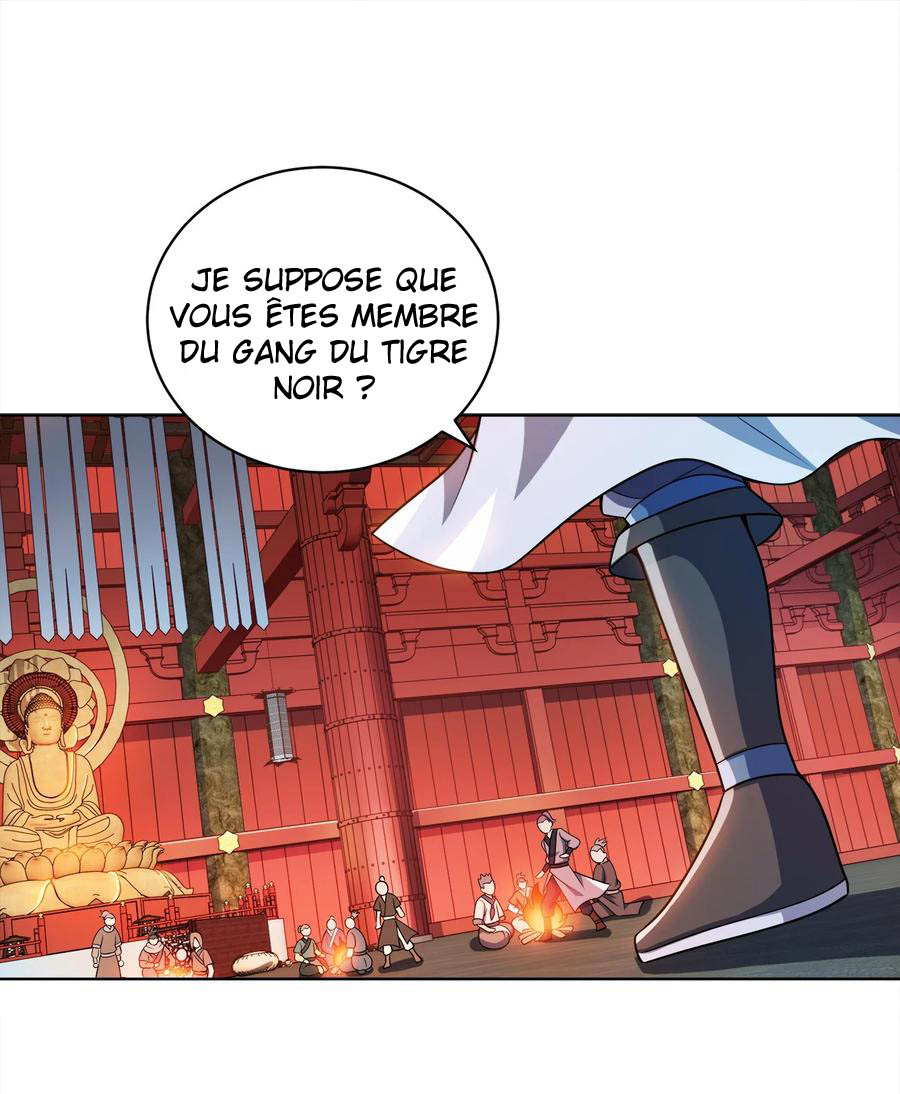 JE SUPPOSE QUE
VOUS ÊTES MEMBRE
DU GANG DU TIGRE
NOIR ?